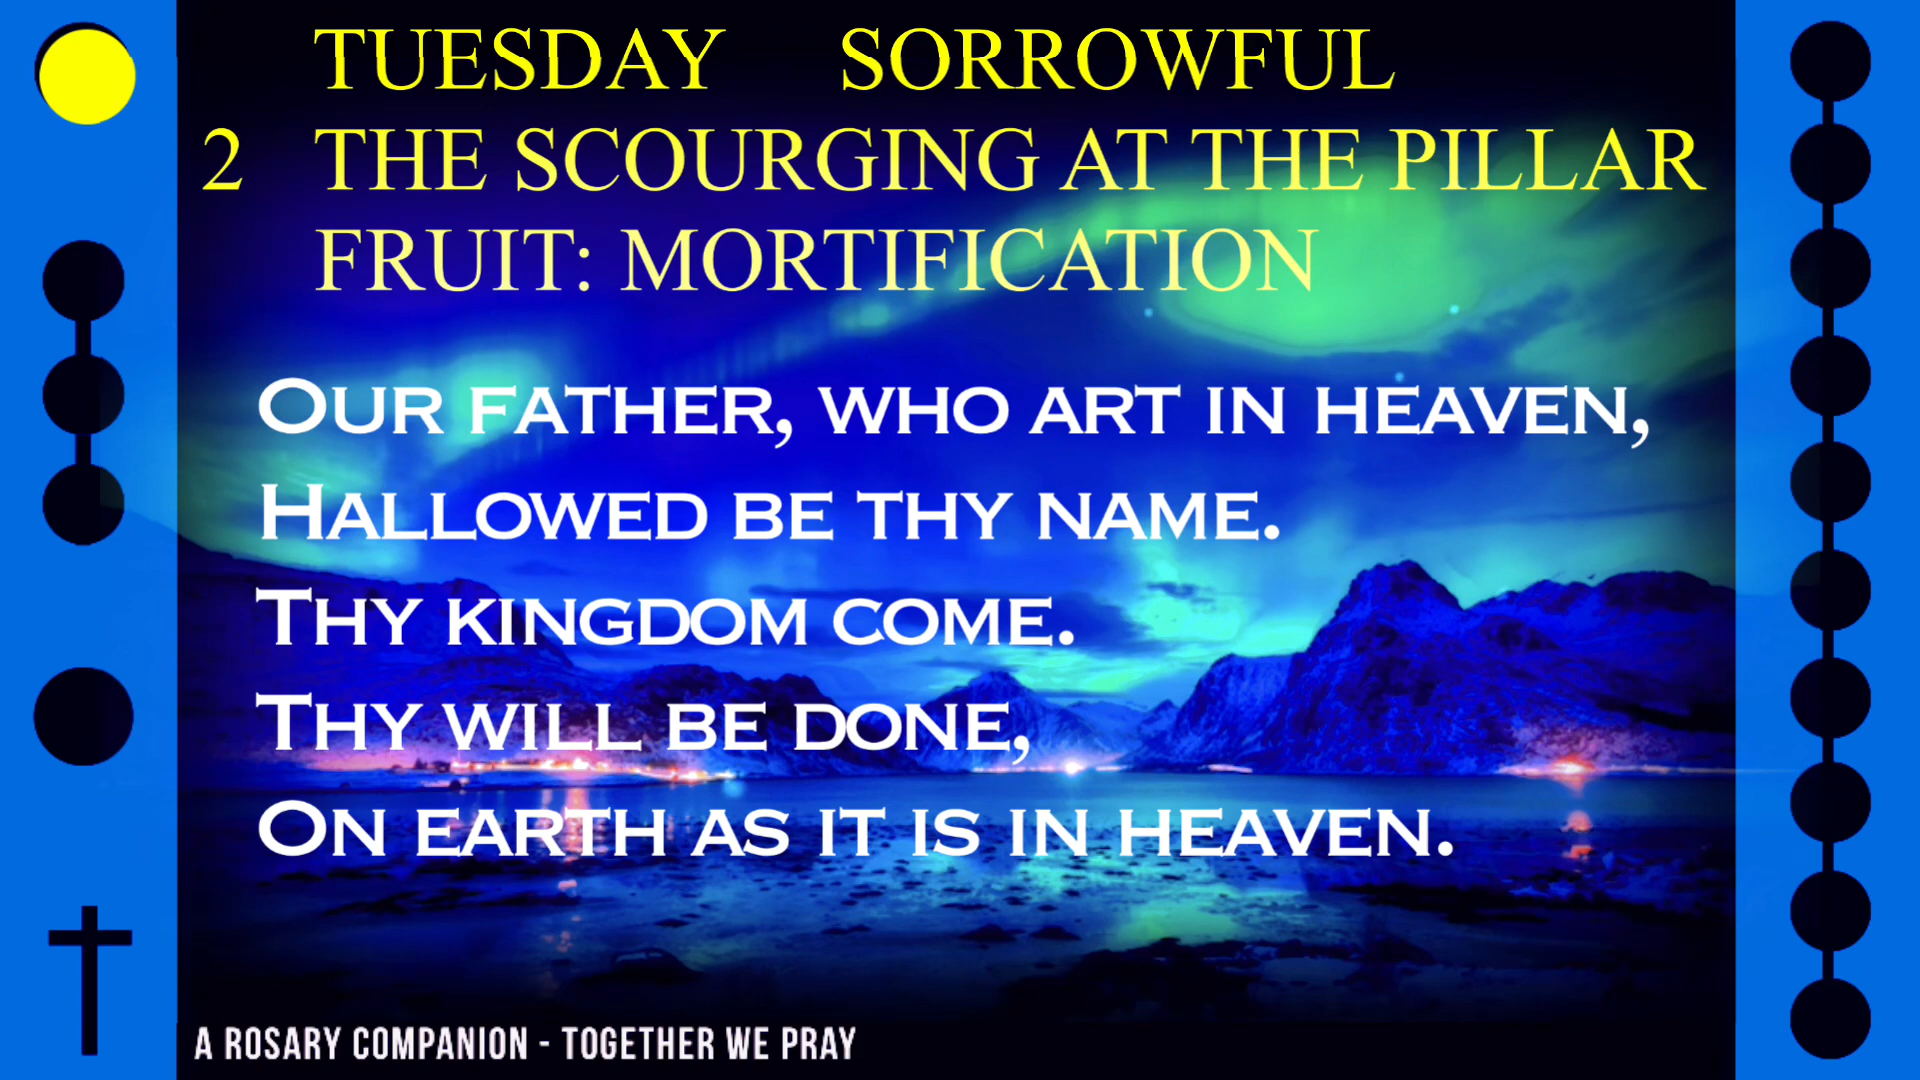 TUESDAY SORROWFUL
2 THE SCOURGING AT THE PILLAR
FRUIT: MORTIFICATION
OUR FATHER, WHO ART IN HEAVEN,
HALLOWED BE THY NAME.
THY KINGDOM COME.
THY WILL BE DONE,
ON EARTH AS IT IS IN HEAVEN.
A ROSARY COMPANION - TOGETHER WE PRAY